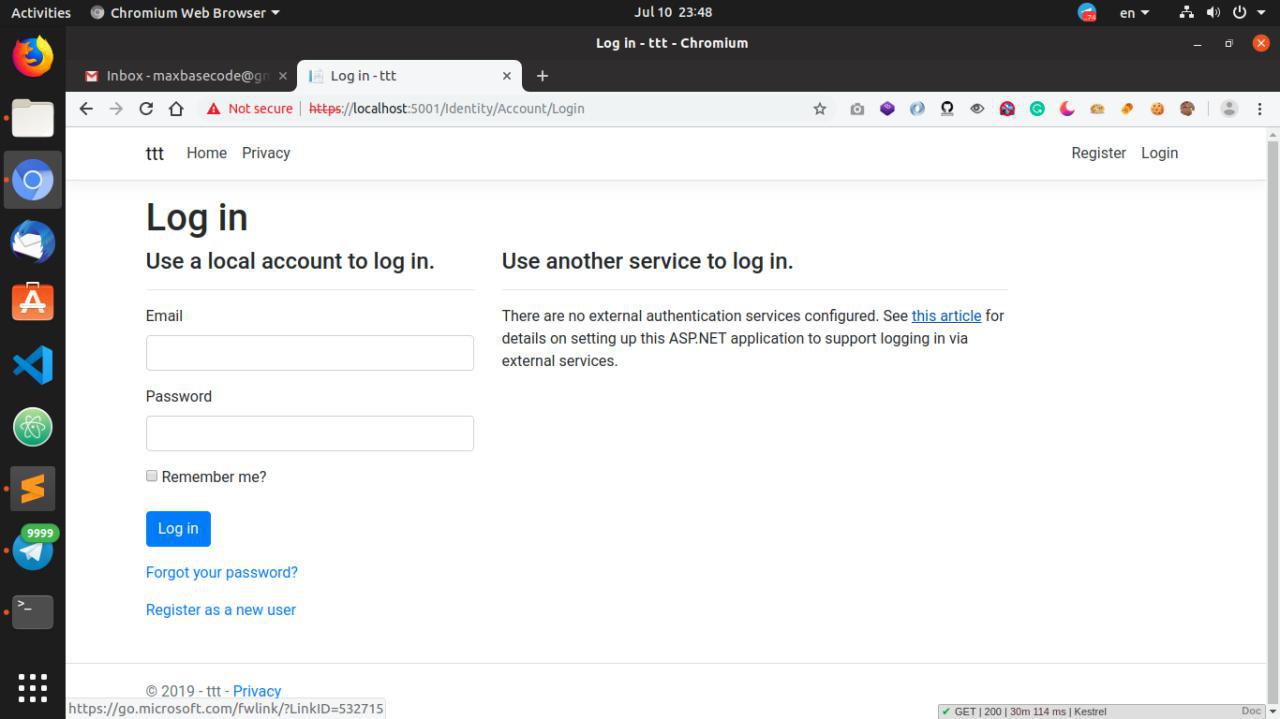 Activities
Chromium Web Browser
Jul 10 23:48
74
en
Log in - ttt - Chromium
Inbox - maxbasecode@gm
Log in - ttt
Not secure
https://localhost:5001/Identity/Account/Login
ttt
Home
Privacy
Register
Login
Log in
Use a local account to log in.
Use another service to log in.
Email
There are no external authentication services configured. See this article for
details on setting up this ASP.NET application to support logging in via
external services.
Password
Remember me?
Log in
9999
Forgot your password?
Register as a new user
© 2019 - ttt - Privacy
https://go.microsoft.com/fwlink/?LinkID=532715
GET | 200 | 30m 114 ms | Kestrel
Doc